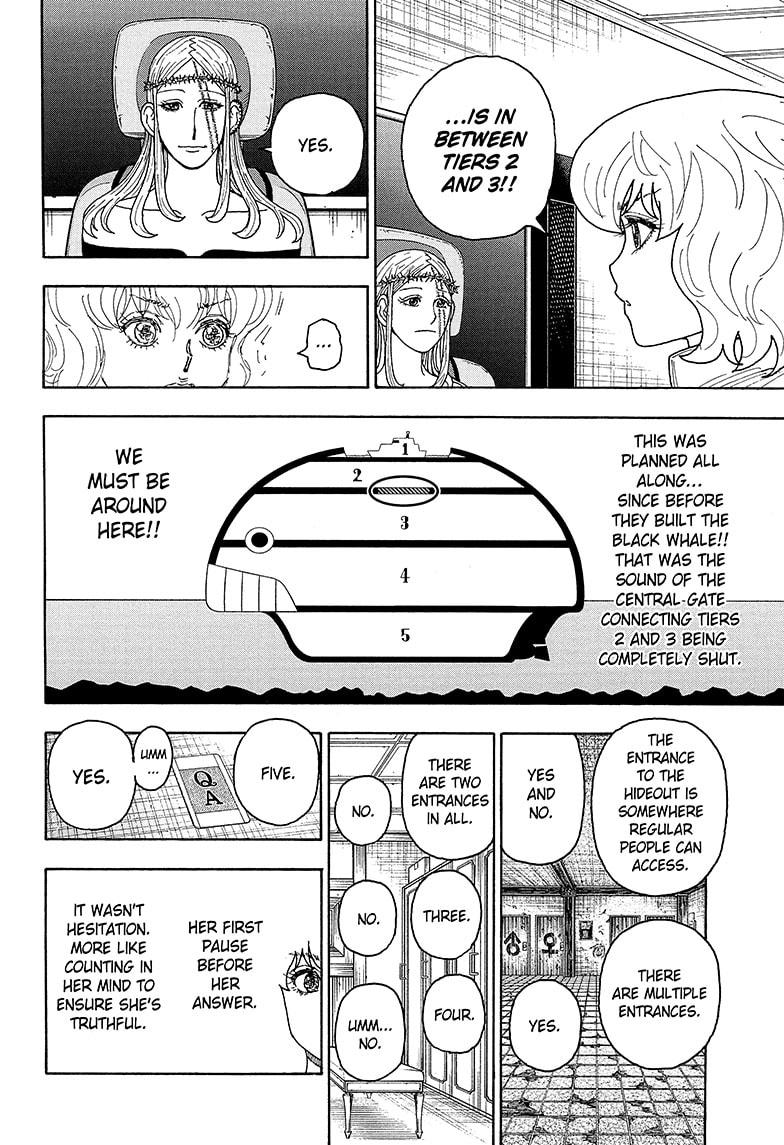 ...IS IN
BETWEEN
TIERS 2
AND 3!!
YES.
...
THIS WAS
PLANNED ALL
ALONG...
SINCE BEFORE
THEY BUILT THE
BLACK WHALE!!
THAT WAS THE
SOUND OF THE
CENTRAL-GATE
CONNECTING TIERS
2 AND 3 BEING
COMPLETELY SHUT.
1
2
3
4
5
WE
MUST BE
AROUND
HERE!!
THE
ENTRANCE
TO THE
HIDEOUT IS
SOMEWHERE
REGULAR
PEOPLE CAN
ACCESS.
YES
AND
NO.
THERE
ARE MULTIPLE
ENTRANCES.
YES.
THERE
ARE TWO
ENTRANCES
IN ALL.
NO.
THREE.
NO.
FOUR.
UMM...
NO.
FIVE.
Q
A
UMM
...
YES.
HER FIRST
PAUSE
BEFORE
HER
ANSWER.
IT WASN'T
HESITATION.
MORE LIKE
COUNTING IN
HER MIND TO
ENSURE SHE'S
TRUTHFUL.